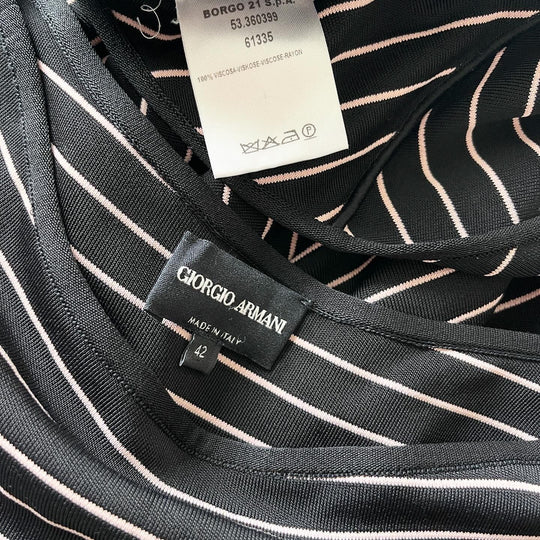 BORGO 21 S.p.A.
53.360399
61335
100% VISCOSA-VISKOSE-VISCOSE-RAYON
P
GIORGIO ARMANI
MADE IN ITALY
42